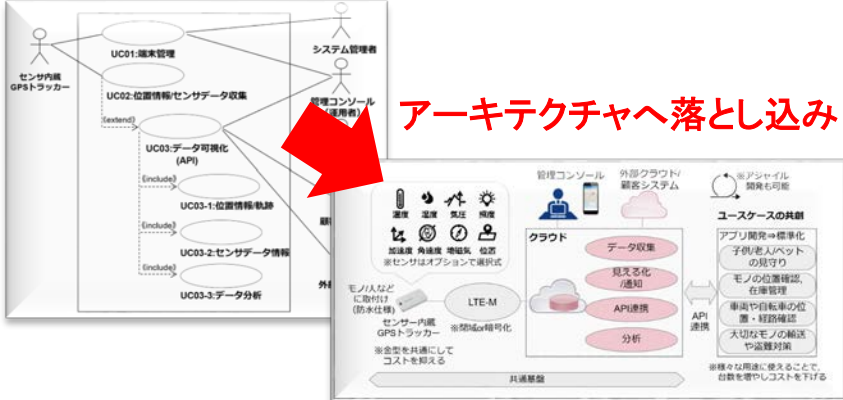 センサ内蔵
GPSトラッカー
UC01:端末管理
UC02:位置情報/センサデータ収集
《extend》
UC03:データ可視化
(API)
《include》
UC03-1:位置情報/軌跡
《include》
UC03-2:センサデータ情報
《include》
UC03-3:データ分析
システム管理者
管理コンソール
(運用者)
顧
外部
アーキテクチャへ落とし込み
温度
湿度
気圧
照度
加速度
角速度
地磁気
位置
※センサはオプションで選択式
モノ/人など
に取付け
(防水仕様)
センサー内蔵
GPSトラッカー
※金型を共通にして
コストを抑える
LTE-M
※閉域or暗号化
管理コンソール
外部クラウド/
顧客システム
クラウド
データ収集
見える化
/通知
API連携
分析
API
連携
共通基盤
※アジャイル
開発も可能
ユースケースの共創
アプリ開発⇒標準化
子供/老人/ペット
の見守り
モノの位置確認,
在庫管理
車両や自転車の位
置・経路確認
大切なモノの輸送
や盗難対策
※様々な用途に使えることで,
台数を増やしコストを下げる